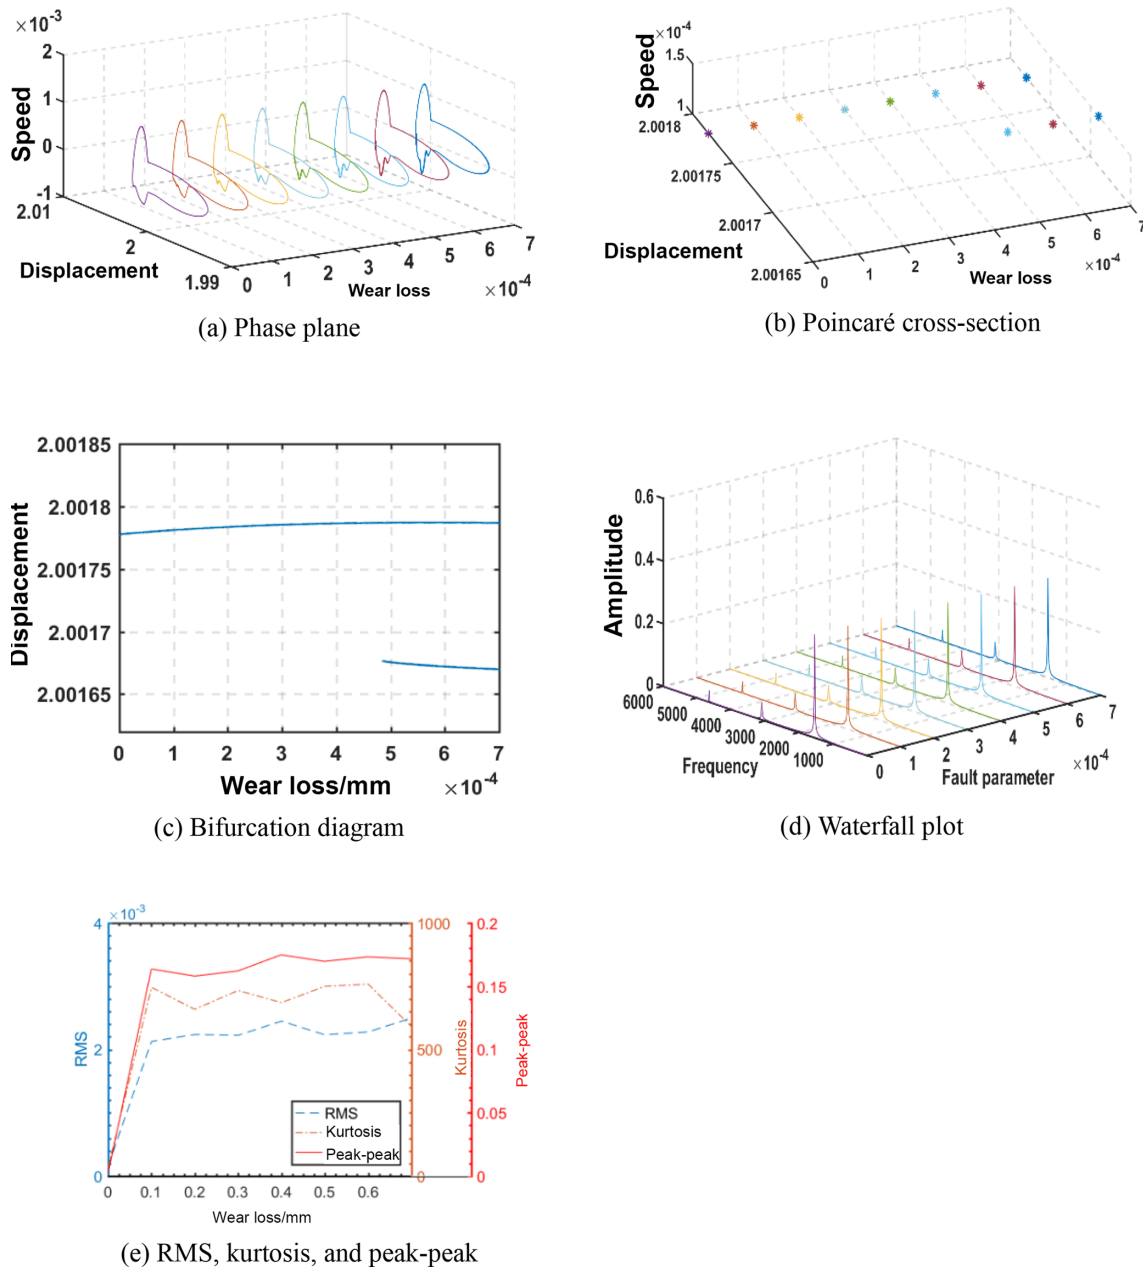 ×10⁻³
2
1
0
-1
Speed
2.01
2
1.99
Displacement
0 1 2 3 4 5 6 7
Wear loss
×10⁻⁴
(a) Phase plane
×10⁻⁴
1.5
1
Speed
2.0018
2.00175
2.0017
2.00165
Displacement
0 1 2 3 4 5 6 7
Wear loss
×10⁻⁴
(b) Poincaré cross-section
2.00185
2.0018
2.00175
2.0017
2.00165
Displacement
0 1 2 3 4 5 6 7
Wear loss/mm
×10⁻⁴
(c) Bifurcation diagram
0.6
0.4
0.2
0
Amplitude
6000
5000
4000
3000
2000
1000
Frequency
0 1 2 3 4 5 6 7
Fault parameter
×10⁻⁴
(d) Waterfall plot
×10⁻³
4
2
0
RMS
1000
500
0
Kurtosis
0.2
0.15
0.1
0.05
0
Peak-peak
RMS
Kurtosis
Peak-peak
0 0.1 0.2 0.3 0.4 0.5 0.6
Wear loss/mm
(e) RMS, kurtosis, and peak-peak